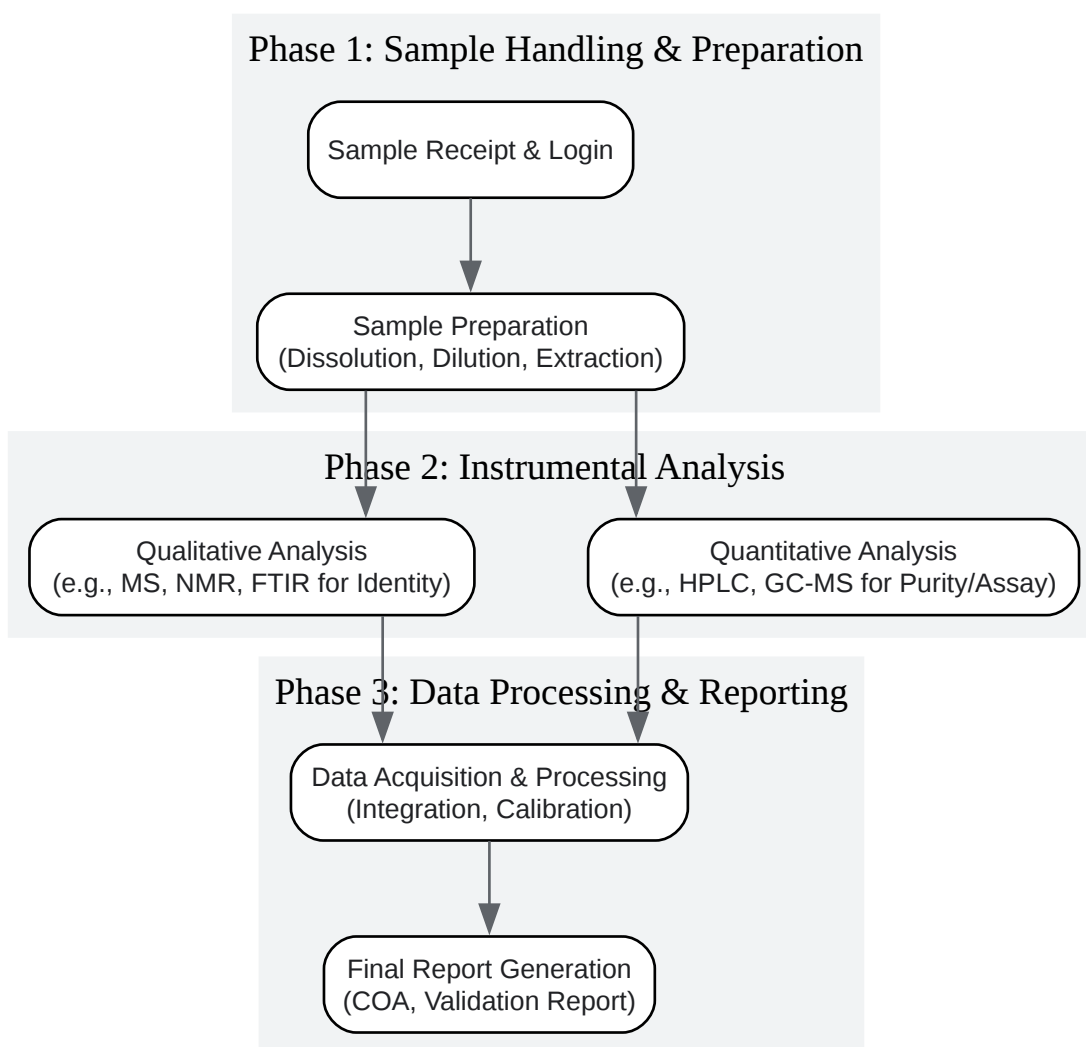 Phase 1: Sample Handling & Preparation
Sample Receipt & Login
Sample Preparation
(Dissolution, Dilution, Extraction)
Phase 2: Instrumental Analysis
Qualitative Analysis
(e.g., MS, NMR, FTIR for Identity)
Quantitative Analysis
(e.g., HPLC, GC-MS for Purity/Assay)
Phase 3: Data Processing & Reporting
Data Acquisition & Processing
(Integration, Calibration)
Final Report Generation
(COA, Validation Report)